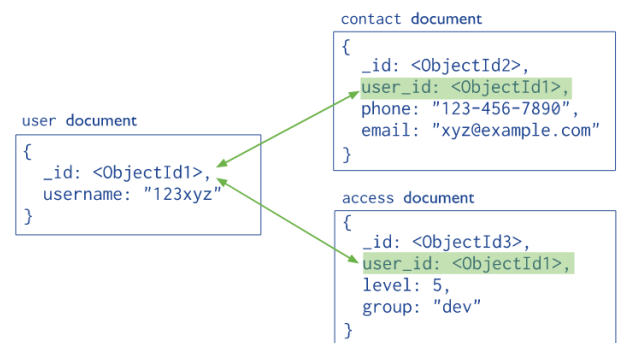 contact document
{
_id: <ObjectId2>,
user_id: <ObjectId1>,
phone: "123-456-7890",
email: "xyz@example.com"
}
user document
{
_id: <ObjectId1>,
username: "123xyz"
}
access document
{
_id: <ObjectId3>,
user_id: <ObjectId1>,
level: 5,
group: "dev"
}